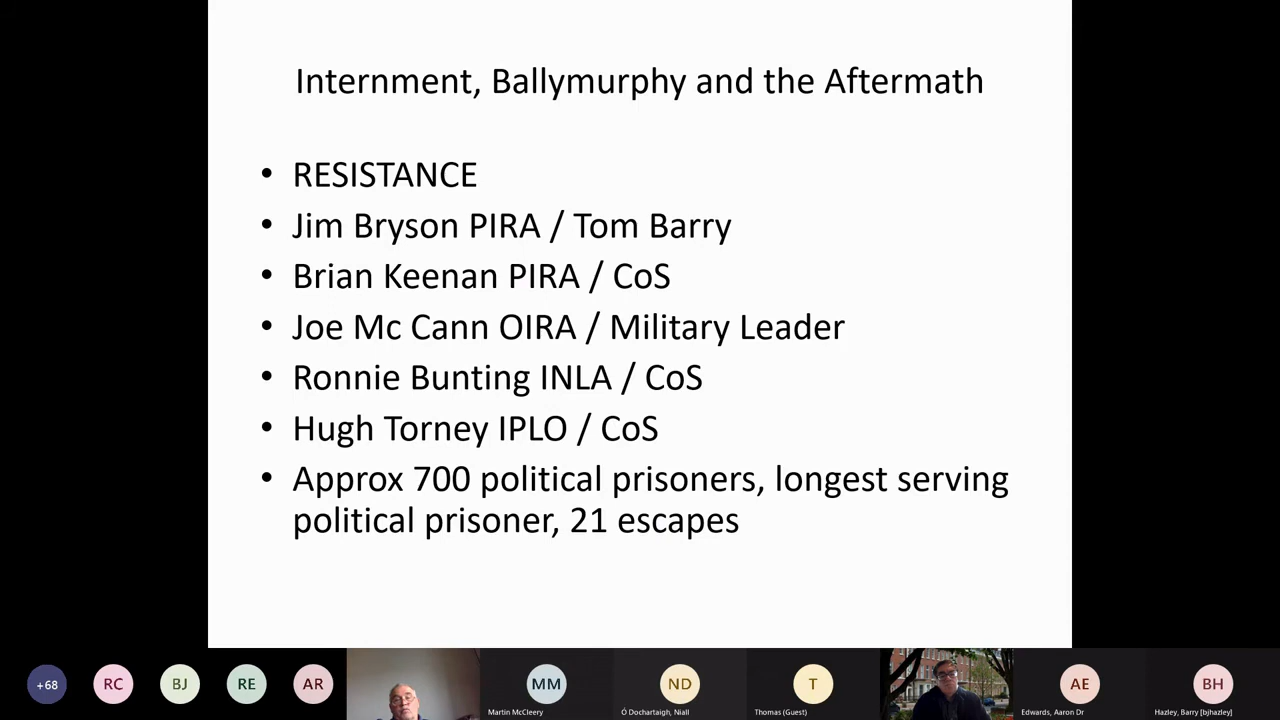 Internment, Ballymurphy and the Aftermath
• RESISTANCE
• Jim Bryson PIRA / Tom Barry
• Brian Keenan PIRA / CoS
• Joe Mc Cann OIRA / Military Leader
• Ronnie Bunting INLA / CoS
• Hugh Torney IPLO / CoS
• Approx 700 political prisoners, longest serving
political prisoner, 21 escapes
+68 RC BJ RE AR MM ND T AE BH
Martin McCleery Ó Dochartaigh, Niall Thomas (Guest) Edwards, Aaron Dr Hazley, Barry [bjhazley]